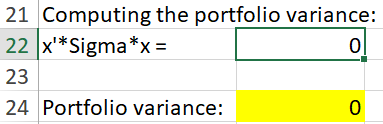 21 Computing the portfolio variance:
22 x'*Sigma*x = 0
23
24 Portfolio variance: 0